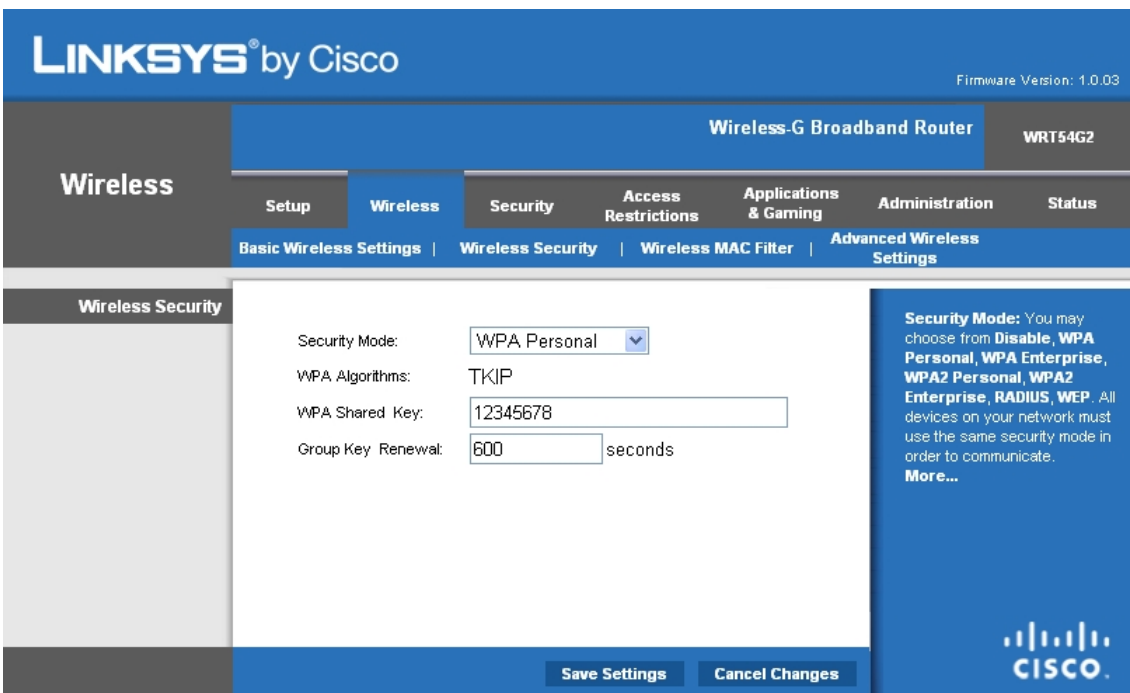 LINKSYS® by Cisco
Firmware Version: 1.0.03
Wireless-G Broadband Router
WRT54G2
Wireless
Setup
Wireless
Security
Access
Restrictions
Applications
& Gaming
Administration
Status
Basic Wireless Settings |
Wireless Security |
Wireless MAC Filter |
Advanced Wireless
Settings
Wireless Security
Security Mode: WPA Personal
WPA Algorithms: TKIP
WPA Shared Key: 12345678
Group Key Renewal: 600 seconds
Security Mode: You may
choose from Disable, WPA
Personal, WPA Enterprise,
WPA2 Personal, WPA2
Enterprise, RADIUS, WEP. All
devices on your network must
use the same security mode in
order to communicate.
More...
Save Settings
Cancel Changes
CISCO.